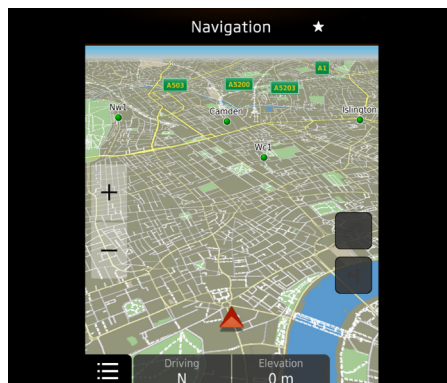 Navigation
A1
A503
A5200
A5203
Nw1
Camden
Islington
Wc1
+
−
Driving
Elevation
N
0 m